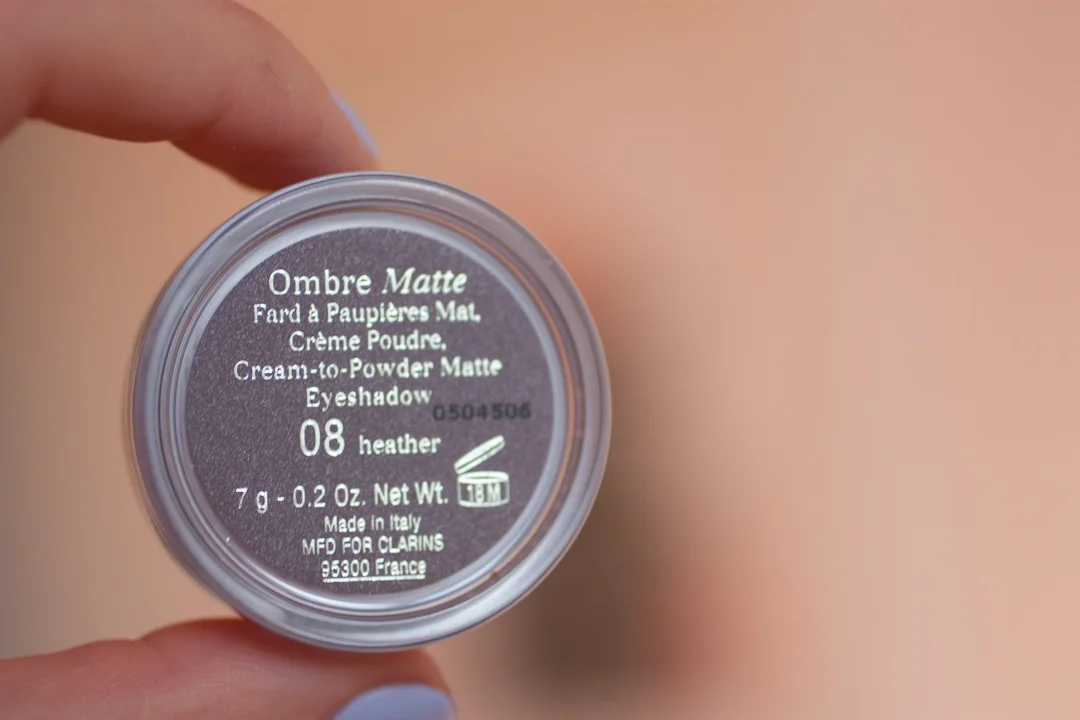 Ombre Matte
Fard à Paupières Mat,
Crème Poudre,
Cream-to-Powder Matte
Eyeshadow
0504506
08 heather
7 g - 0.2 Oz. Net Wt.
18 M
Made in Italy
MFD FOR CLARINS
95300 France